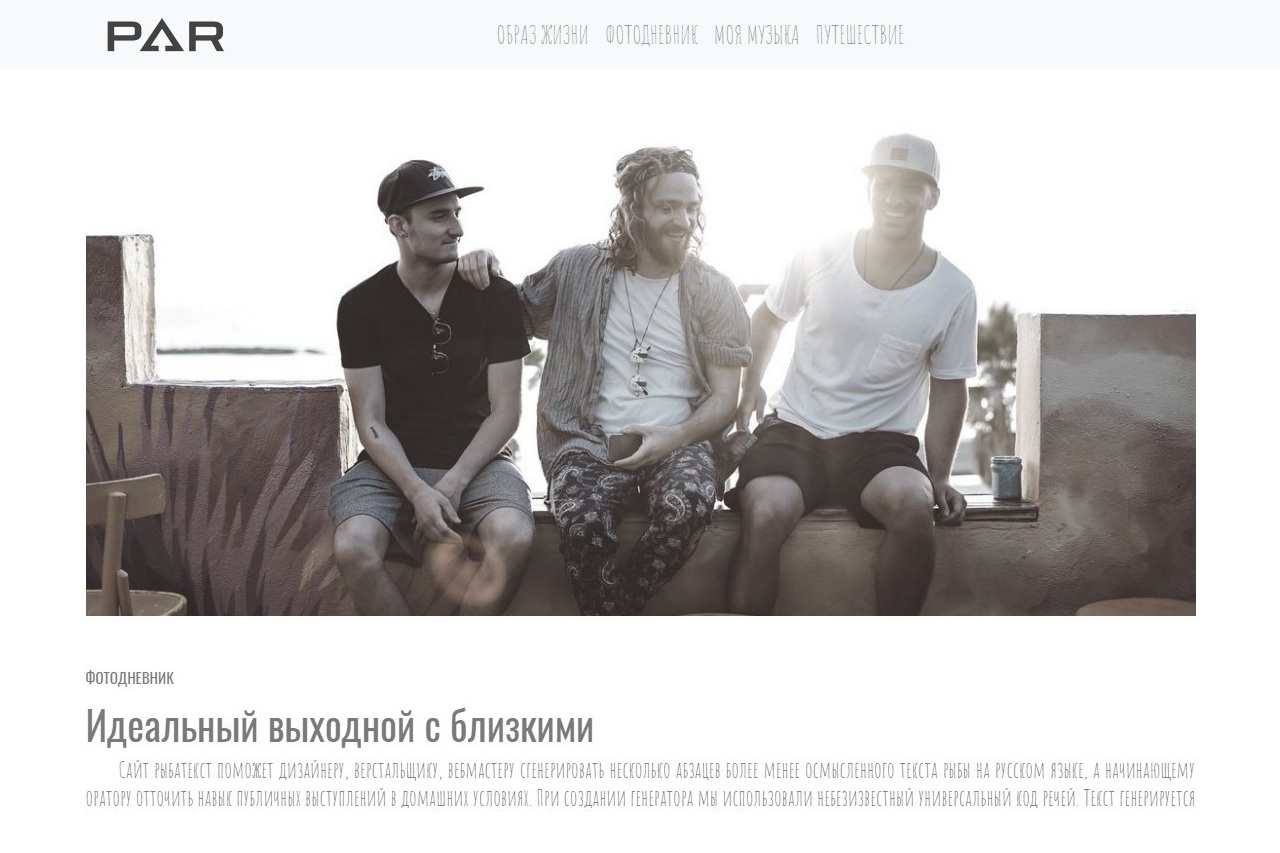 PAR
ОБРАЗ ЖИЗНИ ФОТОДНЕВНИК МОЯ МУЗЫКА ПУТЕШЕСТВИЕ
ФОТОДНЕВНИК
Идеальный выходной с близкими
Сайт рыбатекст поможет дизайнеру, верстальщику, вебмастеру сгенерировать несколько абзацев более менее осмысленного текста рыбы на русском языке, а начинающему
оратору отточить навык публичных выступлений в домашних условиях. При создании генератора мы использовали небезизвестный универсальный код речей. Текст генерируется